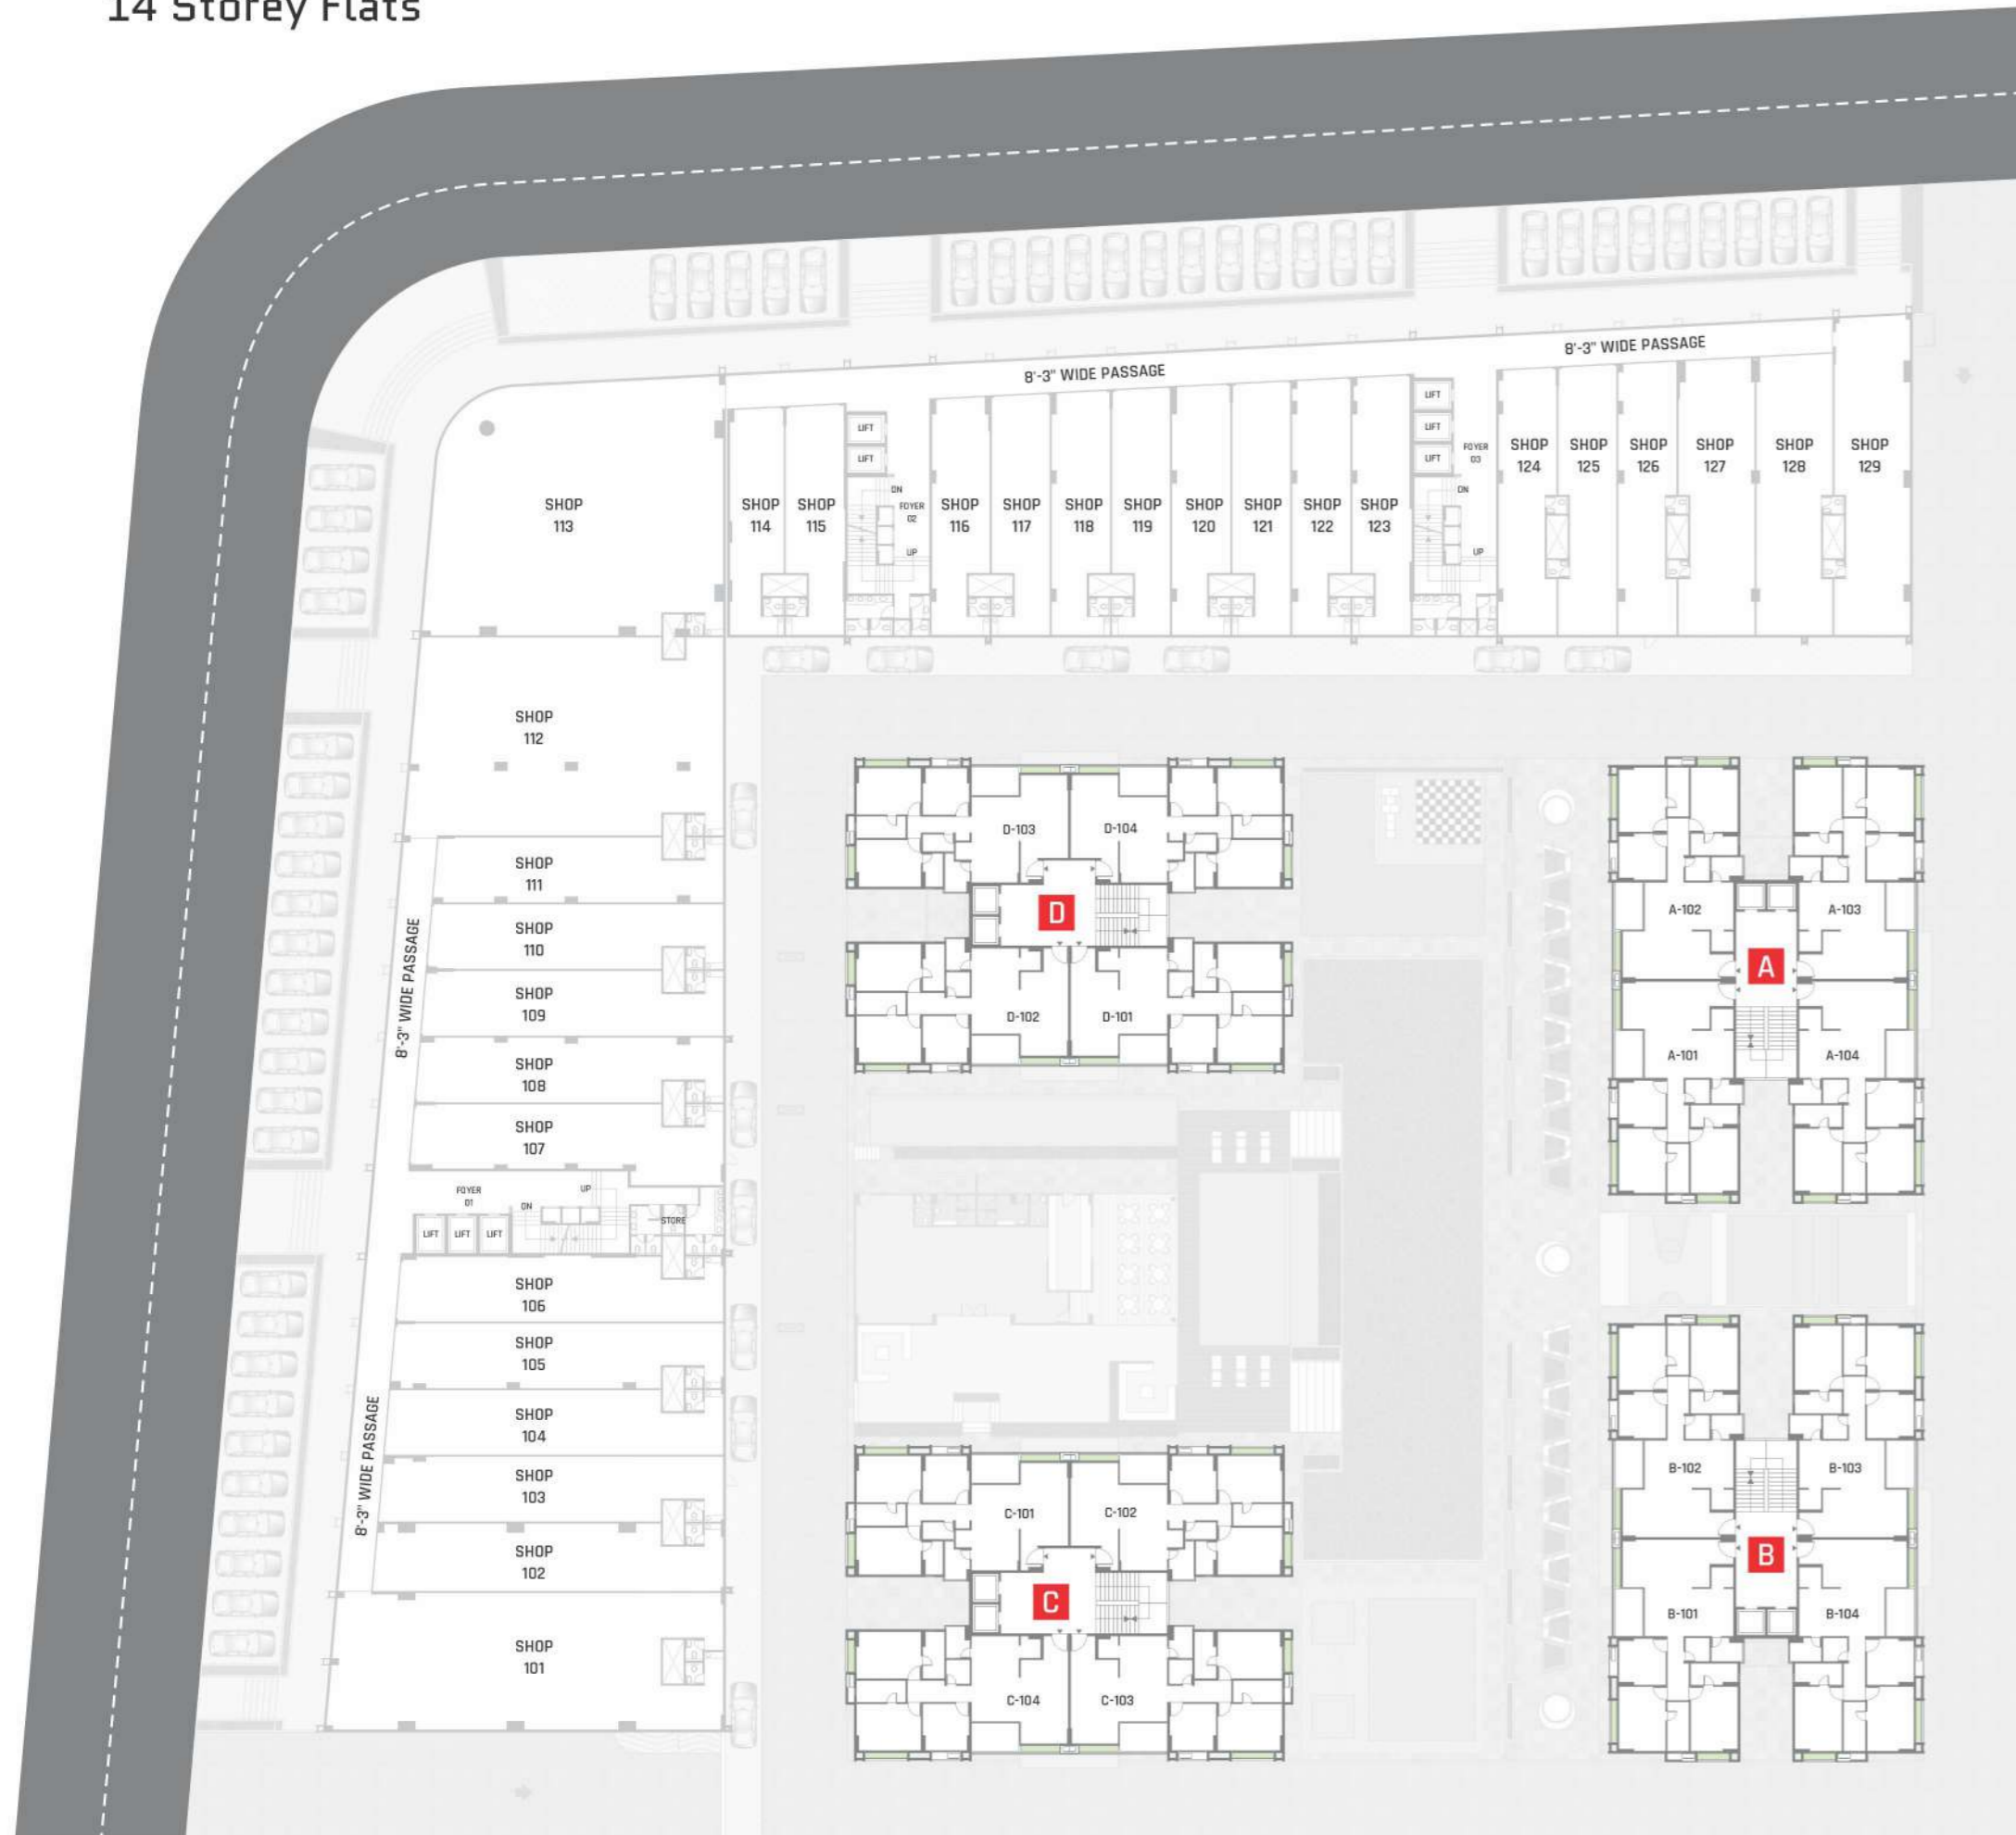 14 Storey Flats
8'-3" WIDE PASSAGE
8'-3" WIDE PASSAGE
SHOP
113
SHOP
114
SHOP
115
LIFT
LIFT
DN
FOYER
02
UP
SHOP
116
SHOP
117
SHOP
118
SHOP
119
SHOP
120
SHOP
121
SHOP
122
SHOP
123
LIFT
LIFT
LIFT
FOYER
03
DN
UP
SHOP
124
SHOP
125
SHOP
126
SHOP
127
SHOP
128
SHOP
129
SHOP
112
SHOP
111
SHOP
110
SHOP
109
SHOP
108
SHOP
107
8'-3" WIDE PASSAGE
FOYER
01
UP
DN
LIFT
LIFT
LIFT
STORE
SHOP
106
SHOP
105
SHOP
104
SHOP
103
SHOP
102
SHOP
101
8'-3" WIDE PASSAGE
D-103
D-104
D
D-102
D-101
A-102
A-103
A
A-101
A-104
C-101
C-102
C
C-104
C-103
B-102
B-103
B
B-101
B-104